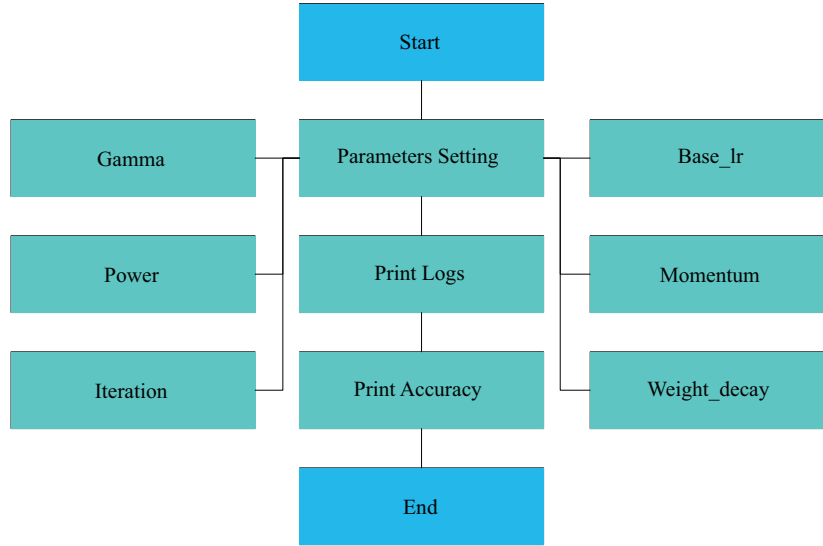 Start
Gamma
Parameters Setting
Base_lr
Power
Print Logs
Momentum
Iteration
Print Accuracy
Weight_decay
End